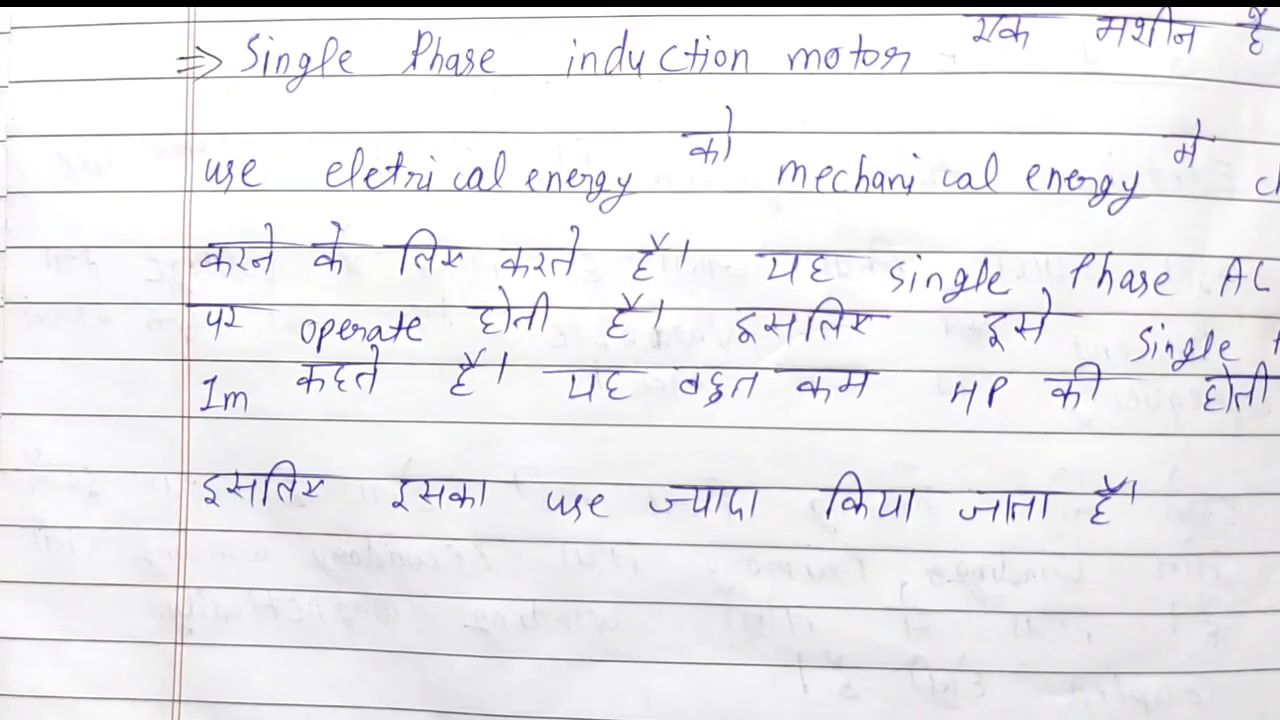 ⇒ Single Phase induction motor एक मशीन है
use eletrical energy को mechanical energy में
करने के लिए करते हैं। यह single Phase AC
पर operate होती हैं। इसलिए इसे Single
Im कहते हैं। यह बहुत कम HP की होती
इसलिए इसका use ज्यादा किया जाता हैं।